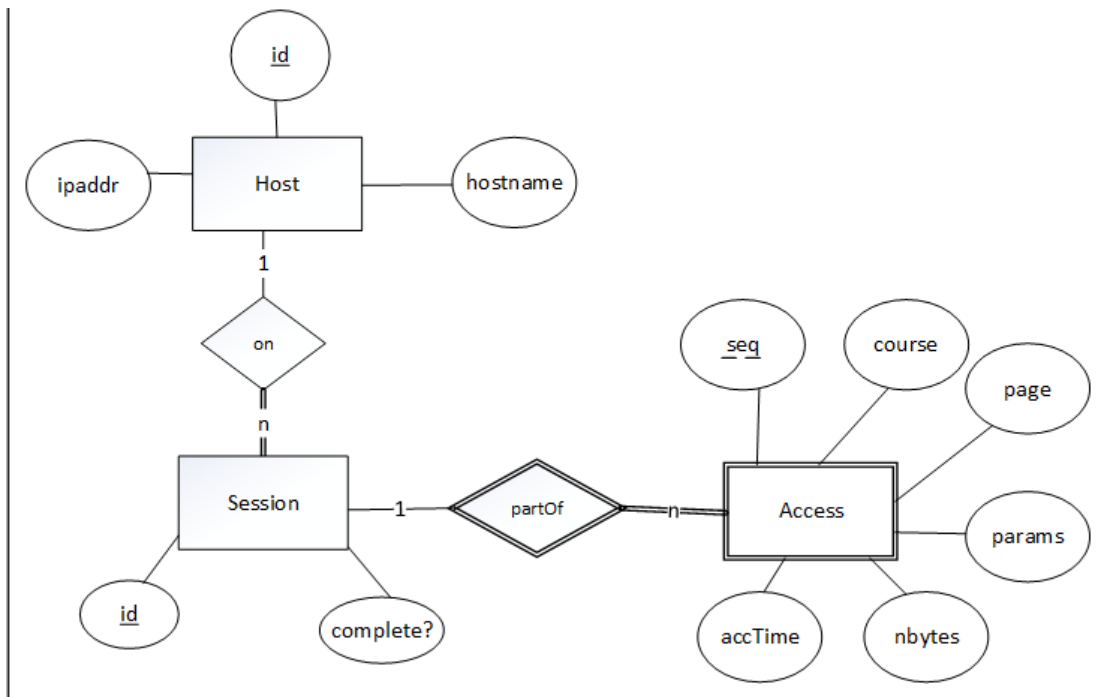 id
ipaddr
Host
hostname
1
on
n
seq
course
page
Session
1
partOf
n
Access
params
id
complete?
accTime
nbytes